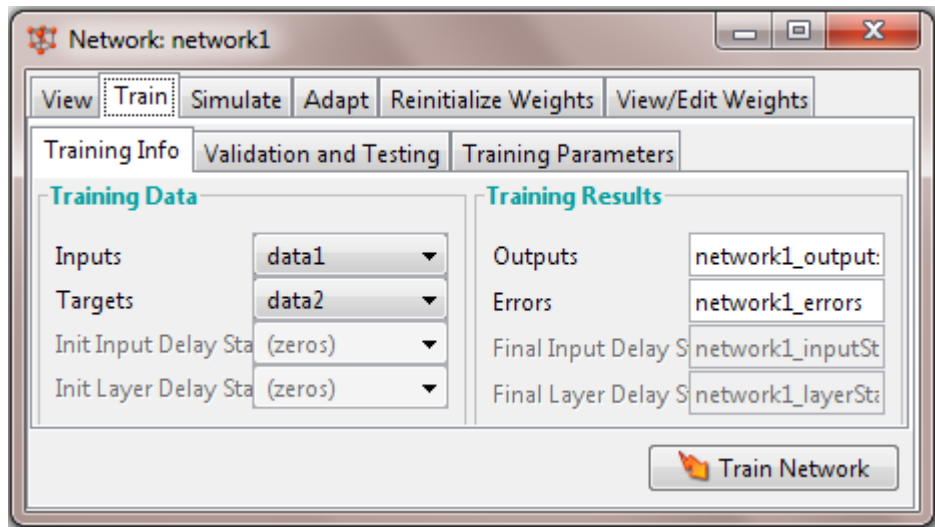 Network: network1
View Train Simulate Adapt Reinitialize Weights View/Edit Weights
Training Info Validation and Testing Training Parameters
Training Data
Inputs data1
Targets data2
Init Input Delay Sta (zeros)
Init Layer Delay Sta (zeros)
Training Results
Outputs network1_output
Errors network1_errors
Final Input Delay S network1_inputSt
Final Layer Delay S network1_layerSta
Train Network